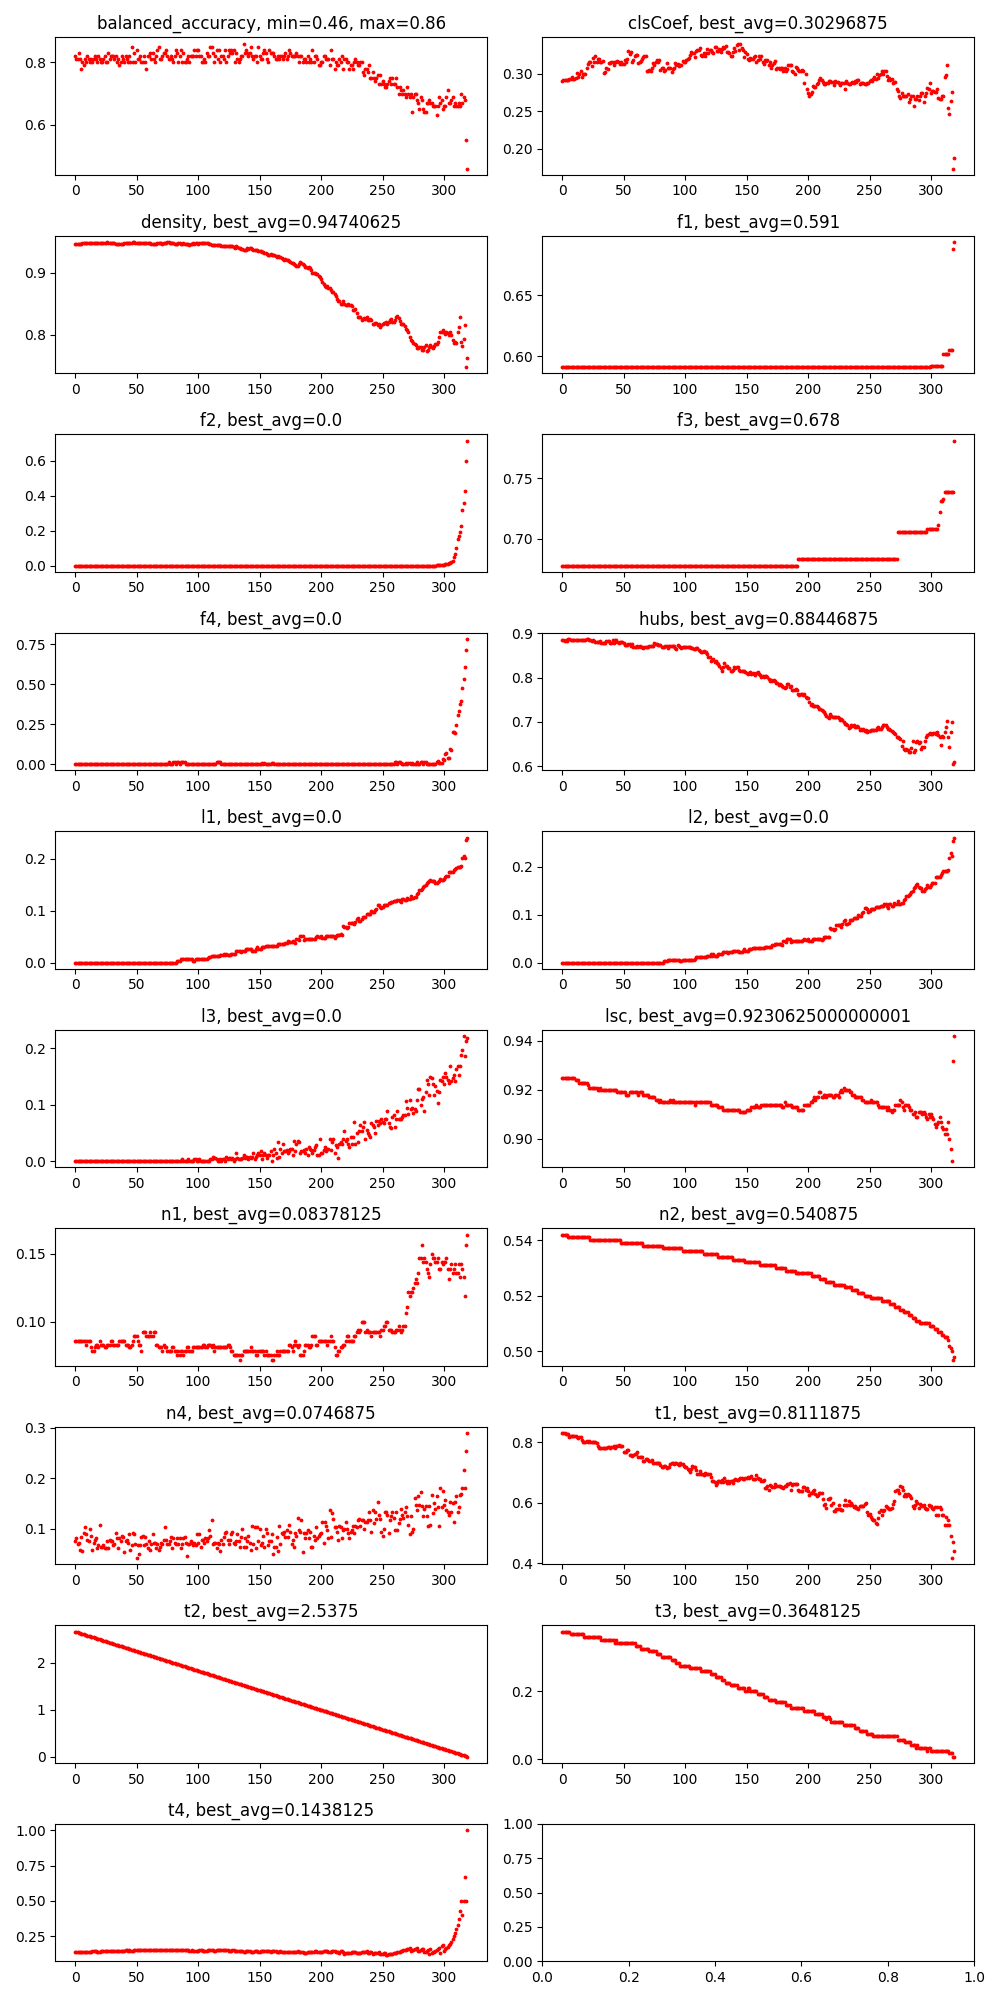 balanced_accuracy, min=0.46, max=0.86
0.8
0.6
0 50 100 150 200 250 300
clsCoef, best_avg=0.30296875
0.30
0.25
0.20
0 50 100 150 200 250 300
density, best_avg=0.94740625
0.9
0.8
0 50 100 150 200 250 300
f1, best_avg=0.591
0.65
0.60
0 50 100 150 200 250 300
f2, best_avg=0.0
0.6
0.4
0.2
0.0
0 50 100 150 200 250 300
f3, best_avg=0.678
0.75
0.70
0 50 100 150 200 250 300
f4, best_avg=0.0
0.75
0.50
0.25
0.00
0 50 100 150 200 250 300
hubs, best_avg=0.88446875
0.9
0.8
0.7
0.6
0 50 100 150 200 250 300
l1, best_avg=0.0
0.2
0.1
0.0
0 50 100 150 200 250 300
l2, best_avg=0.0
0.2
0.1
0.0
0 50 100 150 200 250 300
l3, best_avg=0.0
0.2
0.1
0.0
0 50 100 150 200 250 300
lsc, best_avg=0.9230625000000001
0.94
0.92
0.90
0 50 100 150 200 250 300
n1, best_avg=0.08378125
0.15
0.10
0 50 100 150 200 250 300
n2, best_avg=0.540875
0.54
0.52
0.50
0 50 100 150 200 250 300
n4, best_avg=0.0746875
0.3
0.2
0.1
0 50 100 150 200 250 300
t1, best_avg=0.8111875
0.8
0.6
0.4
0 50 100 150 200 250 300
t2, best_avg=2.5375
2
1
0
0 50 100 150 200 250 300
t3, best_avg=0.3648125
0.2
0.0
0 50 100 150 200 250 300
t4, best_avg=0.1438125
1.00
0.75
0.50
0.25
0 50 100 150 200 250 300
1.00
0.75
0.50
0.25
0.00
0.0 0.2 0.4 0.6 0.8 1.0